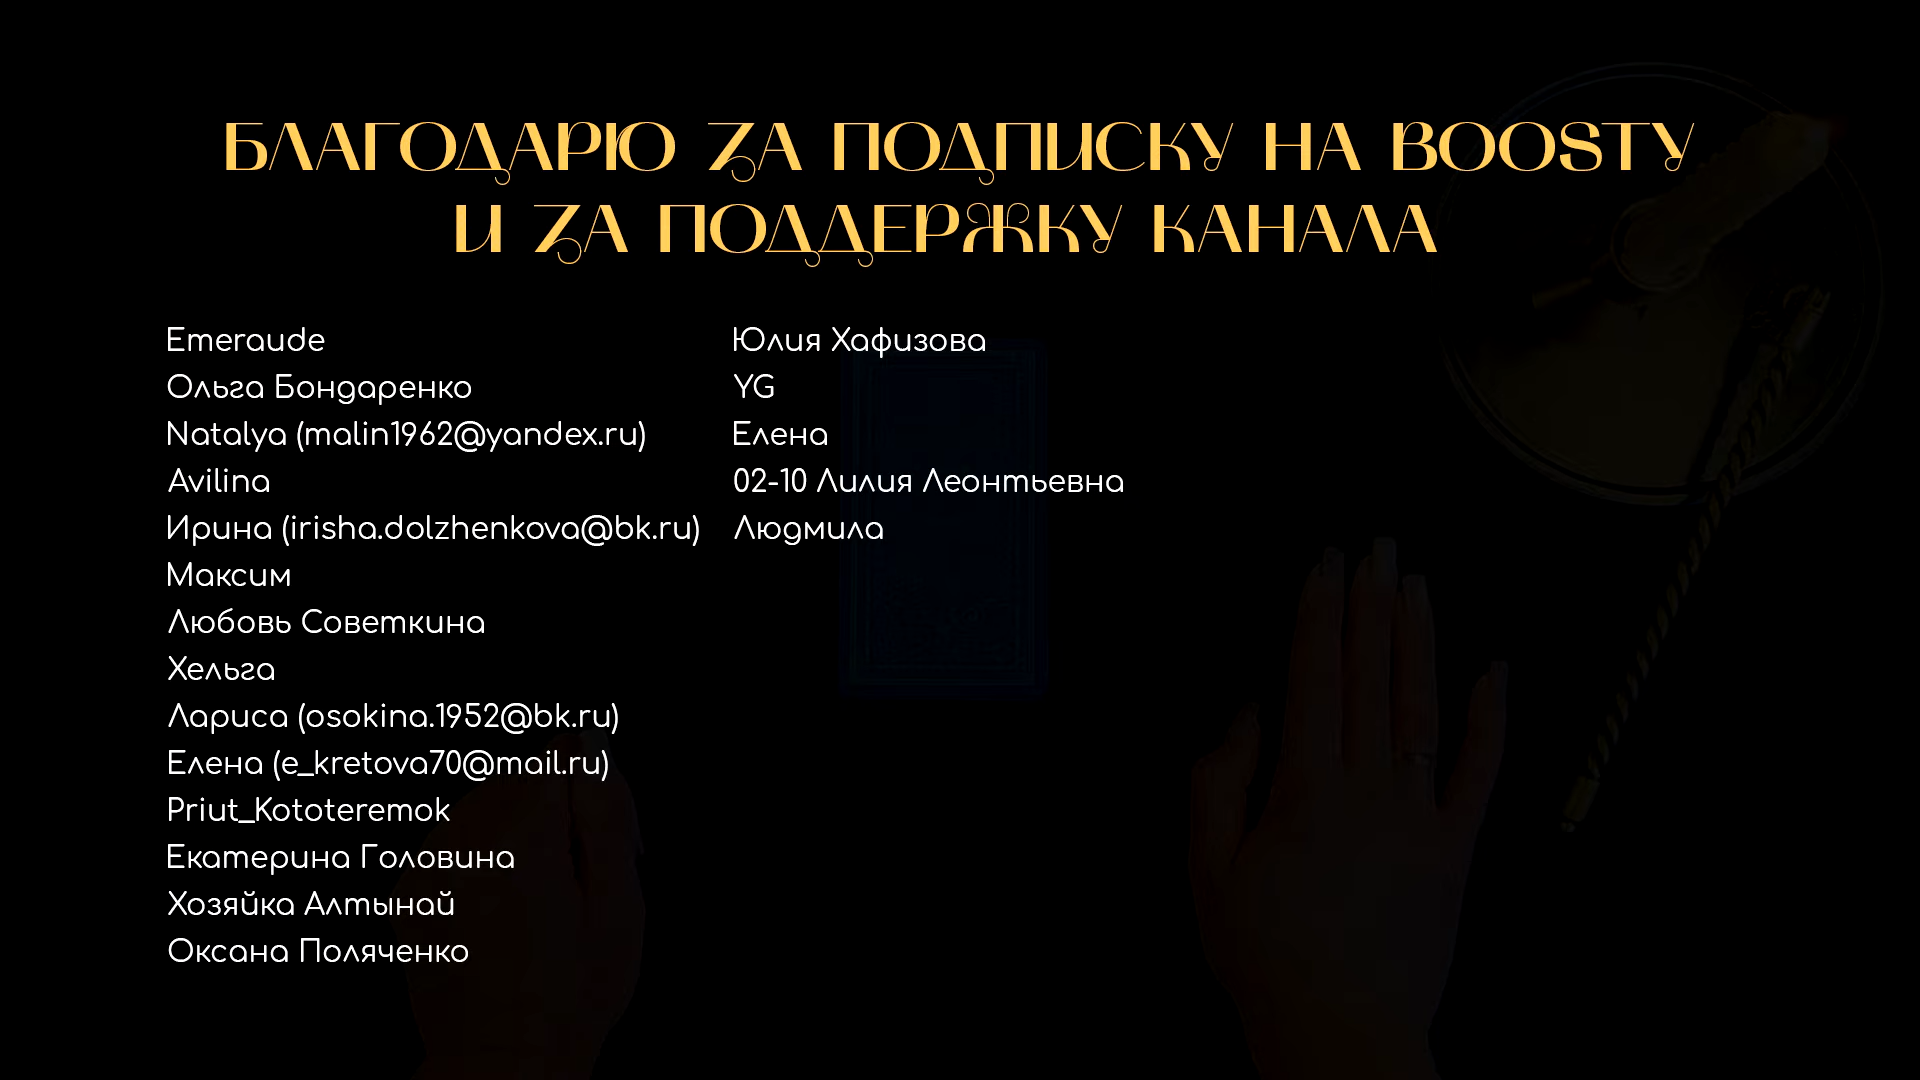 БЛАГОДАРЮ ЗА ПОДПИСКУ НА BOOSTY
И ЗА ПОДДЕРЖКУ КАНАЛА
Emeraude
Ольга Бондаренко
Natalya (malin1962@yandex.ru)
Avilina
Ирина (irisha.dolzhenkova@bk.ru)
Максим
Любовь Советкина
Хельга
Лариса (osokina.1952@bk.ru)
Елена (e_kretova70@mail.ru)
Priut_Kototeremok
Екатерина Головина
Хозяйка Алтынай
Оксана Поляченко
Юлия Хафизова
YG
Елена
02-10 Лилия Леонтьевна
Людмила